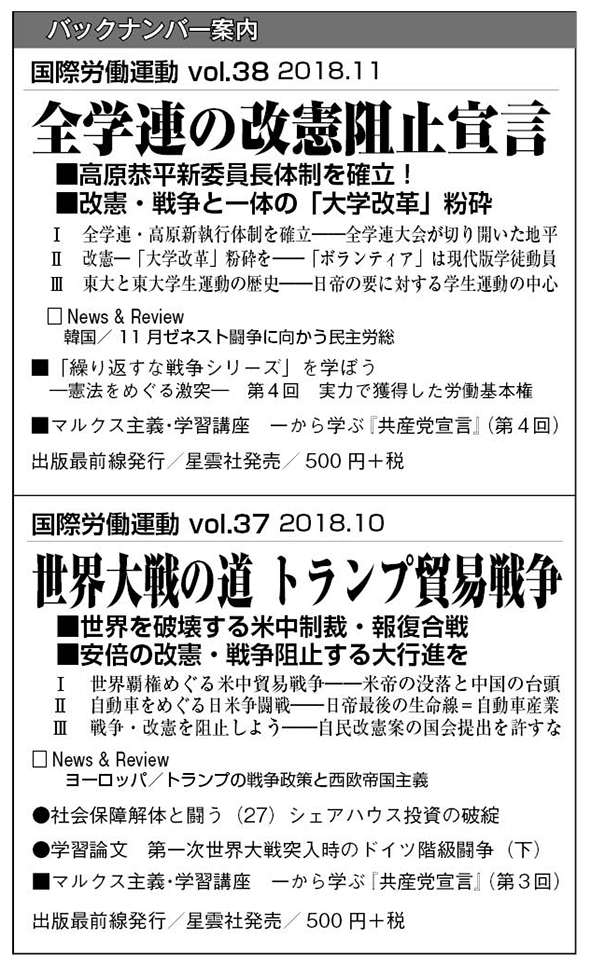 バックナンバー案内
国際労働運動 vol.38 2018.11
全学連の改憲阻止宣言
■高原恭平新委員長体制を確立！
■改憲・戦争と一体の「大学改革」粉砕
Ⅰ 全学連・高原新執行体制を確立――全学連大会が切り開いた地平
Ⅱ 改憲―「大学改革」粉砕を――「ボランティア」は現代版学徒動員
Ⅲ 東大と東大学生運動の歴史――日帝の要に対する学生運動の中心
□ News & Review
韓国／11月ゼネスト闘争に向かう民主労総
■「繰り返すな戦争シリーズ」を学ぼう
―憲法をめぐる激突― 第４回 実力で獲得した労働基本権
■マルクス主義・学習講座 一から学ぶ『共産党宣言』（第４回）
出版最前線発行／星雲社発売／500円＋税
国際労働運動 vol.37 2018.10
世界大戦の道 トランプ貿易戦争
■世界を破壊する米中制裁・報復合戦
■安倍の改憲・戦争阻止する大行進を
Ⅰ 世界覇権めぐる米中貿易戦争――米帝の没落と中国の台頭
Ⅱ 自動車をめぐる日米争闘戦――日帝最後の生命線＝自動車産業
Ⅲ 戦争・改憲を阻止しよう――自民改憲案の国会提出を許すな
□ News & Review
ヨーロッパ／トランプの戦争政策と西欧帝国主義
●社会保障解体と闘う（27）シェアハウス投資の破綻
●学習論文 第一次世界大戦突入時のドイツ階級闘争（下）
■マルクス主義・学習講座 一から学ぶ『共産党宣言』（第３回）
出版最前線発行／星雲社発売／500円＋税